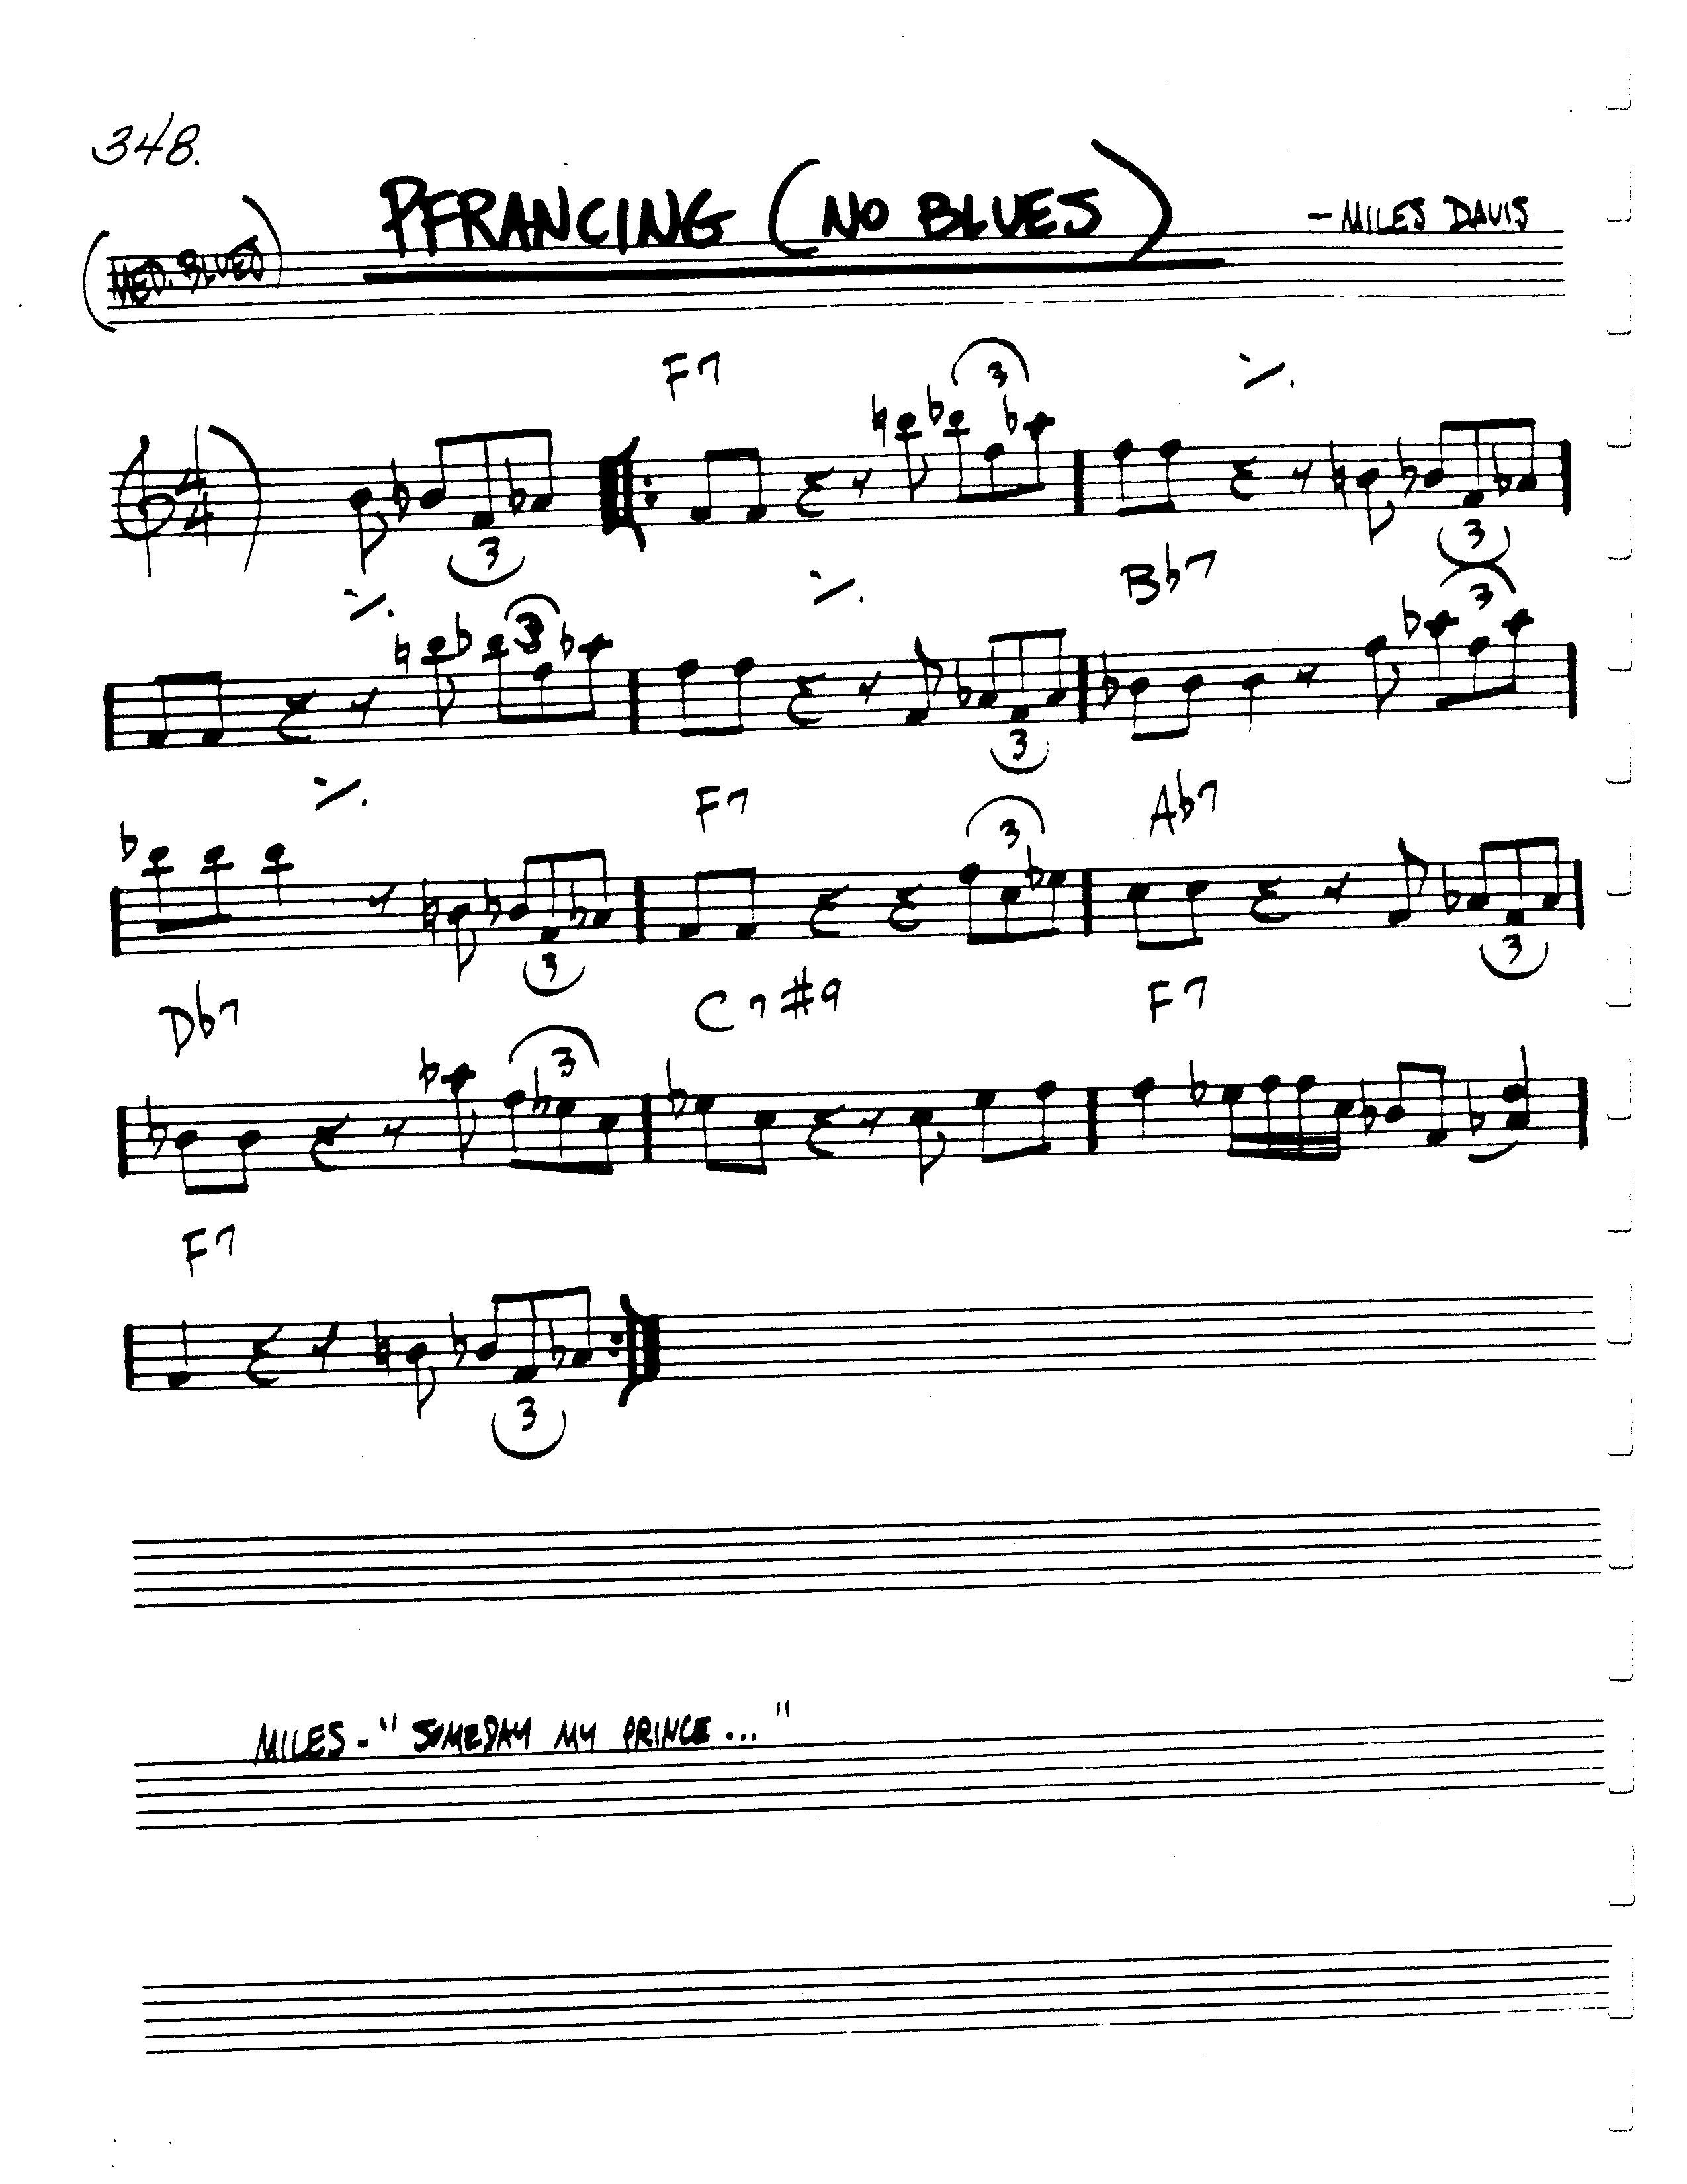 348.
PFRANCING (NO BLUES)
- MILES DAVIS
(MED. BLUES)
4/4
F7 3 ٪
3 3
٪ 3 ٪ B♭7 3
3
٪ F7 3 A♭7
3 3
D♭7 3 C7#9 F7
F7
3
MILES - "SOMEDAY MY PRINCE..."